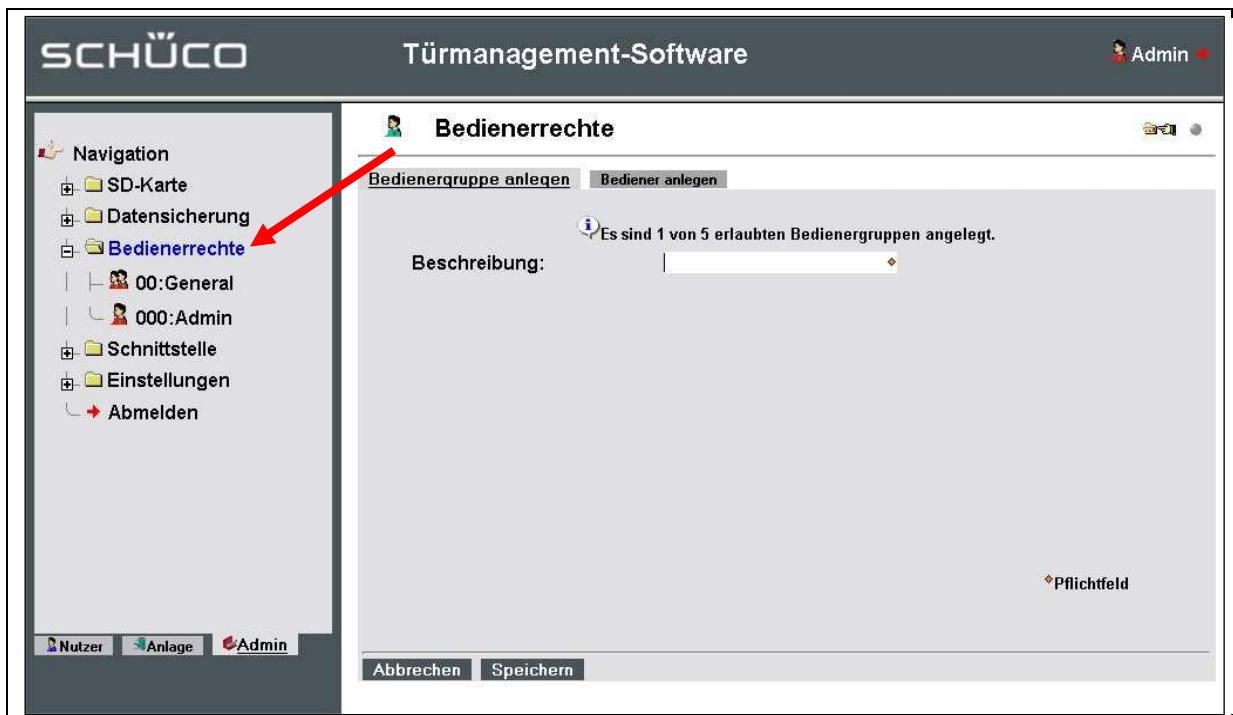 SCHÜCO
Türmanagement-Software
Admin
Navigation
SD-Karte
Datensicherung
Bedienerrechte
00:General
000:Admin
Schnittstelle
Einstellungen
Abmelden
Nutzer Anlage Admin
Bedienerrechte
Bedienergruppe anlegen Bediener anlegen
Es sind 1 von 5 erlaubten Bedienergruppen angelegt.
Beschreibung:
Pflichtfeld
Abbrechen Speichern